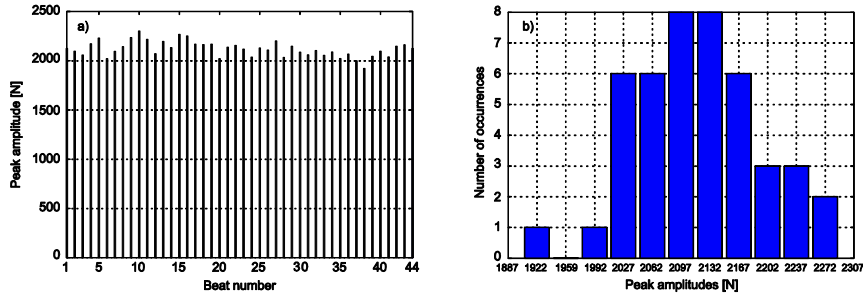 a)
Peak amplitude [N]
2500
2000
1500
1000
500
0
1 5 10 15 20 25 30 35 40 44
Beat number
b)
Number of occurrences
8
7
6
5
4
3
2
1
0
1887 1922 1959 1992 2027 2062 2097 2132 2167 2202 2237 2272 2307
Peak amplitudes [N]